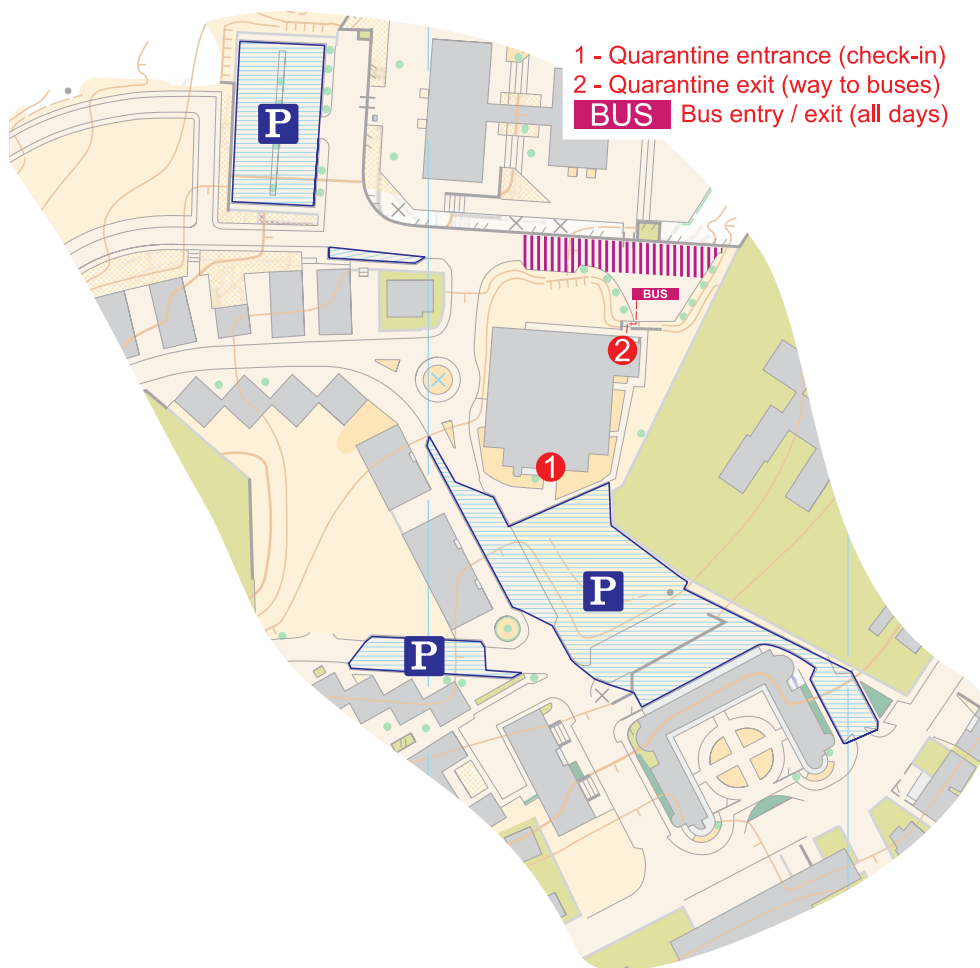 1 - Quarantine entrance (check-in)
2 - Quarantine exit (way to buses)
BUS Bus entry / exit (all days)
P
BUS
2
1
P
P